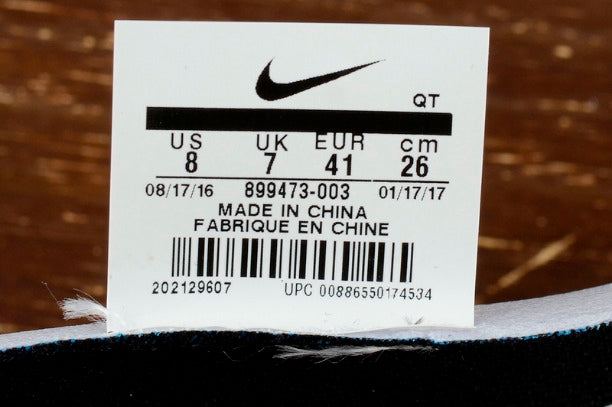 QT
US UK EUR cm
8 7 41 26
08/17/16 899473-003 01/17/17
MADE IN CHINA
FABRIQUE EN CHINE
202129607 UPC 00886550174534